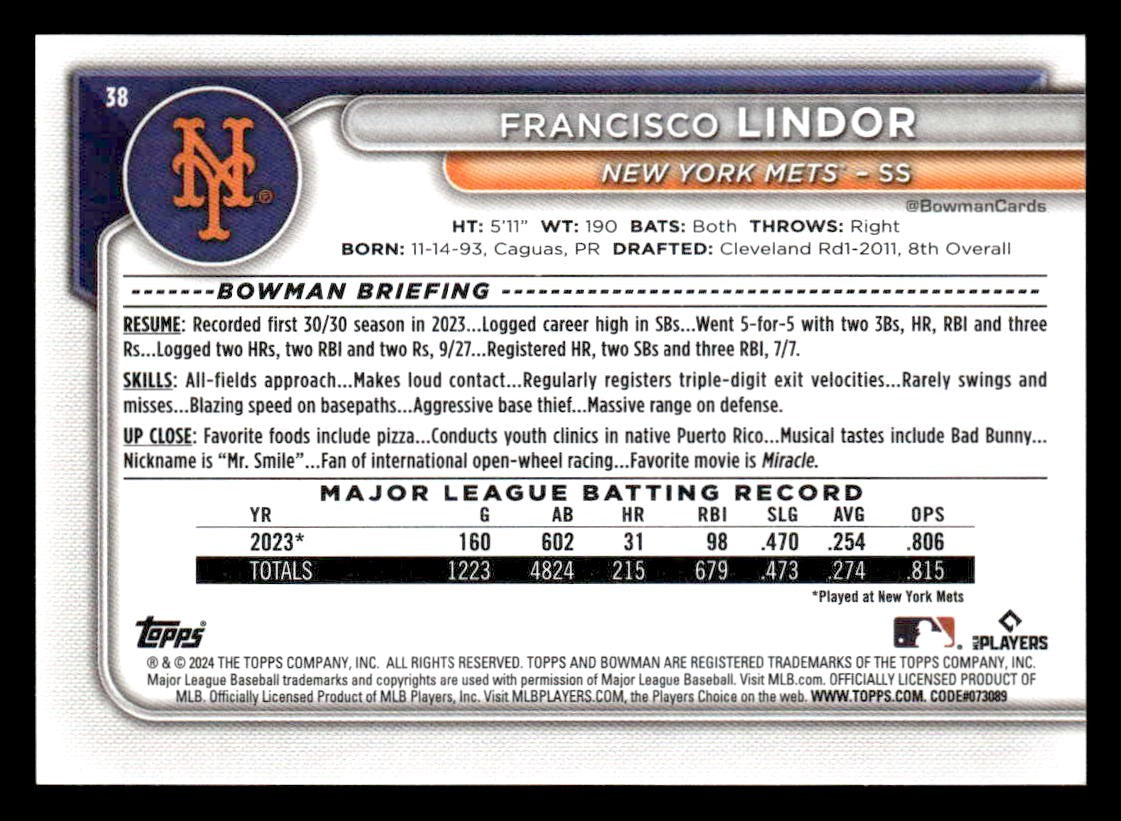 38
NY®
FRANCISCO LINDOR
NEW YORK METS® – SS
@BowmanCards
HT: 5'11" WT: 190 BATS: Both THROWS: Right
BORN: 11-14-93, Caguas, PR DRAFTED: Cleveland Rd1-2011, 8th Overall
BOWMAN BRIEFING
RESUME: Recorded first 30/30 season in 2023...Logged career high in SBs...Went 5-for-5 with two 3Bs, HR, RBI and three
Rs...Logged two HRs, two RBI and two Rs, 9/27...Registered HR, two SBs and three RBI, 7/7.
SKILLS: All-fields approach...Makes loud contact...Regularly registers triple-digit exit velocities...Rarely swings and
misses...Blazing speed on basepaths...Aggressive base thief...Massive range on defense.
UP CLOSE: Favorite foods include pizza...Conducts youth clinics in native Puerto Rico...Musical tastes include Bad Bunny...
Nickname is “Mr. Smile”...Fan of international open-wheel racing...Favorite movie is Miracle.
MAJOR LEAGUE BATTING RECORD
YR G AB HR RBI SLG AVG OPS
2023* 160 602 31 98 .470 .254 .806
TOTALS 1223 4824 215 679 .473 .274 .815
*Played at New York Mets
Topps®
MLB PLAYERS
® & © 2024 THE TOPPS COMPANY, INC. ALL RIGHTS RESERVED. TOPPS AND BOWMAN ARE REGISTERED TRADEMARKS OF THE TOPPS COMPANY, INC.
Major League Baseball trademarks and copyrights are used with permission of Major League Baseball. Visit MLB.com. OFFICIALLY LICENSED PRODUCT OF
MLB. Officially Licensed Product of MLB Players, Inc. Visit MLBPLAYERS.COM, the Players Choice on the web. WWW.TOPPS.COM. CODE#073089